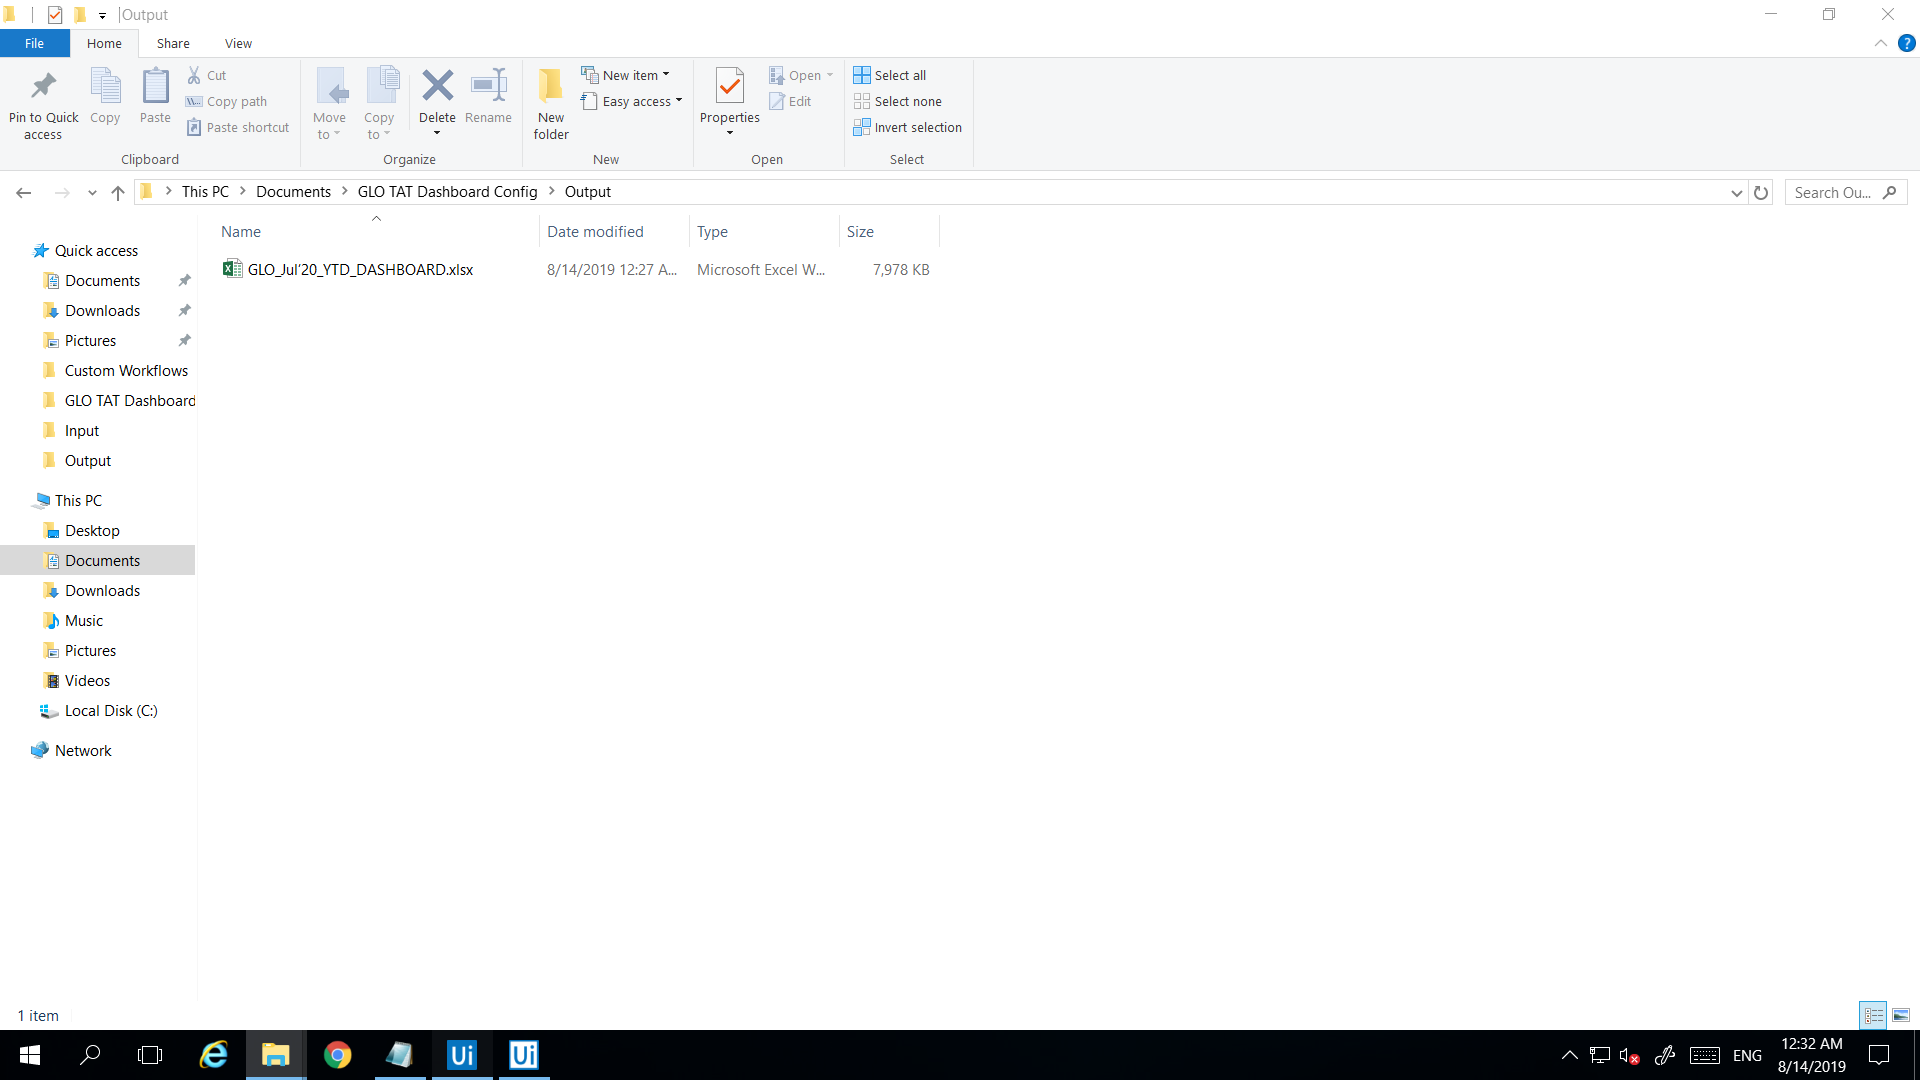 Output
File Home Share View
Pin to Quick access
Copy
Paste
Cut
Copy path
Paste shortcut
Clipboard
Move to
Copy to
Delete
Rename
Organize
New folder
New item
Easy access
New
Properties
Open
Edit
Open
Select all
Select none
Invert selection
Select
This PC Documents GLO TAT Dashboard Config Output
Search Ou...
Name Date modified Type Size
GLO_Jul'20_YTD_DASHBOARD.xlsx 8/14/2019 12:27 A... Microsoft Excel W... 7,978 KB
Quick access
Documents
Downloads
Pictures
Custom Workflows
GLO TAT Dashboard
Input
Output
This PC
Desktop
Documents
Downloads
Music
Pictures
Videos
Local Disk (C:)
Network
1 item
Ui Ui
ENG
12:32 AM
8/14/2019